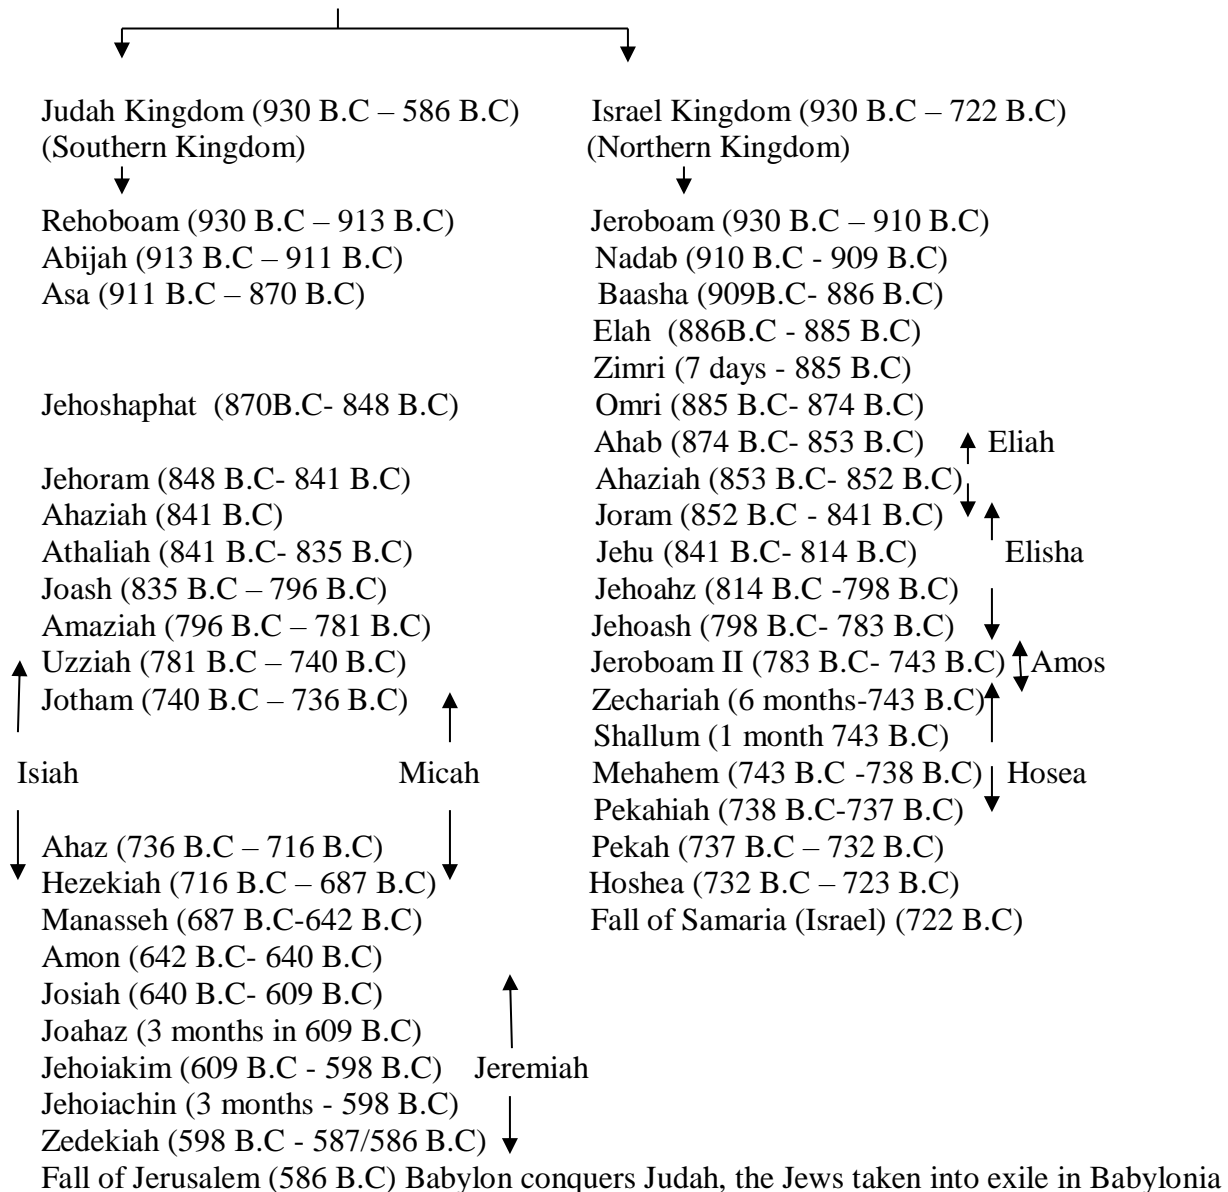 Judah Kingdom (930 B.C – 586 B.C) Israel Kingdom (930 B.C – 722 B.C)
(Southern Kingdom) (Northern Kingdom)
Rehoboam (930 B.C – 913 B.C) Jeroboam (930 B.C – 910 B.C)
Abijah (913 B.C – 911 B.C) Nadab (910 B.C - 909 B.C)
Asa (911 B.C – 870 B.C) Baasha (909B.C- 886 B.C)
Elah (886B.C - 885 B.C)
Zimri (7 days - 885 B.C)
Jehoshaphat (870B.C- 848 B.C) Omri (885 B.C- 874 B.C)
Ahab (874 B.C- 853 B.C) Eliah
Jehoram (848 B.C- 841 B.C) Ahaziah (853 B.C- 852 B.C)
Ahaziah (841 B.C) Joram (852 B.C - 841 B.C)
Athaliah (841 B.C- 835 B.C) Jehu (841 B.C- 814 B.C) Elisha
Joash (835 B.C – 796 B.C) Jehoahz (814 B.C -798 B.C)
Amaziah (796 B.C – 781 B.C) Jehoash (798 B.C- 783 B.C)
Uzziah (781 B.C – 740 B.C) Jeroboam II (783 B.C- 743 B.C) Amos
Jotham (740 B.C – 736 B.C) Zechariah (6 months-743 B.C)
Shallum (1 month 743 B.C)
Isiah Micah Mehahem (743 B.C -738 B.C) Hosea
Pekahiah (738 B.C-737 B.C)
Ahaz (736 B.C – 716 B.C) Pekah (737 B.C – 732 B.C)
Hezekiah (716 B.C – 687 B.C) Hoshea (732 B.C – 723 B.C)
Manasseh (687 B.C-642 B.C) Fall of Samaria (Israel) (722 B.C)
Amon (642 B.C- 640 B.C)
Josiah (640 B.C- 609 B.C)
Joahaz (3 months in 609 B.C)
Jehoiakim (609 B.C - 598 B.C) Jeremiah
Jehoiachin (3 months - 598 B.C)
Zedekiah (598 B.C - 587/586 B.C)
Fall of Jerusalem (586 B.C) Babylon conquers Judah, the Jews taken into exile in Babylonia